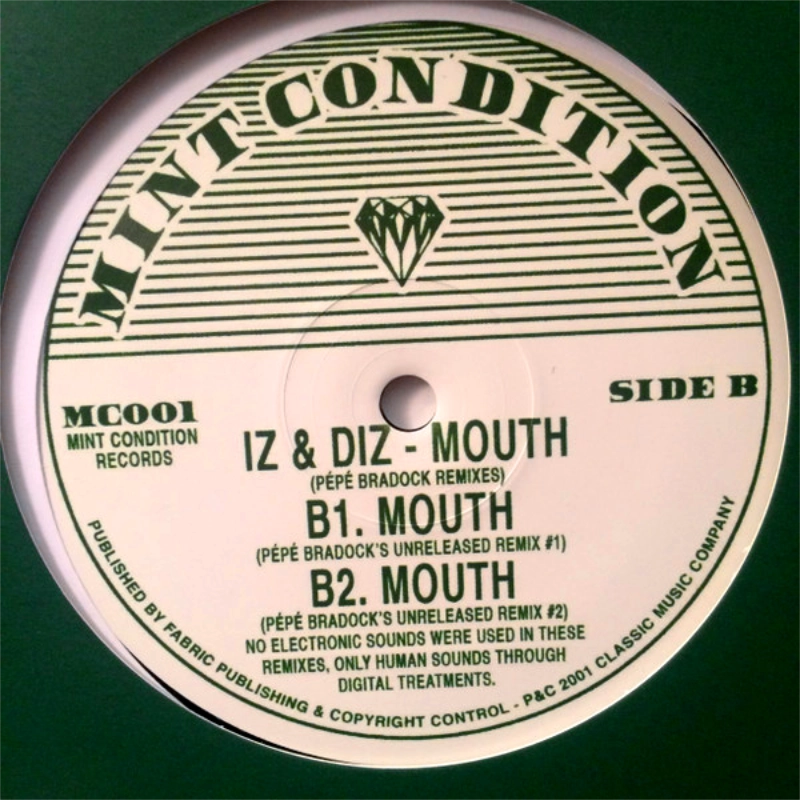 MINT CONDITION
MC001
MINT CONDITION
RECORDS
SIDE B
IZ & DIZ - MOUTH
(PÉPÉ BRADOCK REMIXES)
B1. MOUTH
(PÉPÉ BRADOCK'S UNRELEASED REMIX #1)
B2. MOUTH
(PÉPÉ BRADOCK'S UNRELEASED REMIX #2)
NO ELECTRONIC SOUNDS WERE USED IN THESE
REMIXES, ONLY HUMAN SOUNDS THROUGH
DIGITAL TREATMENTS.
PUBLISHED BY FABRIC PUBLISHING & COPYRIGHT CONTROL - P&C 2001 CLASSIC MUSIC COMPANY